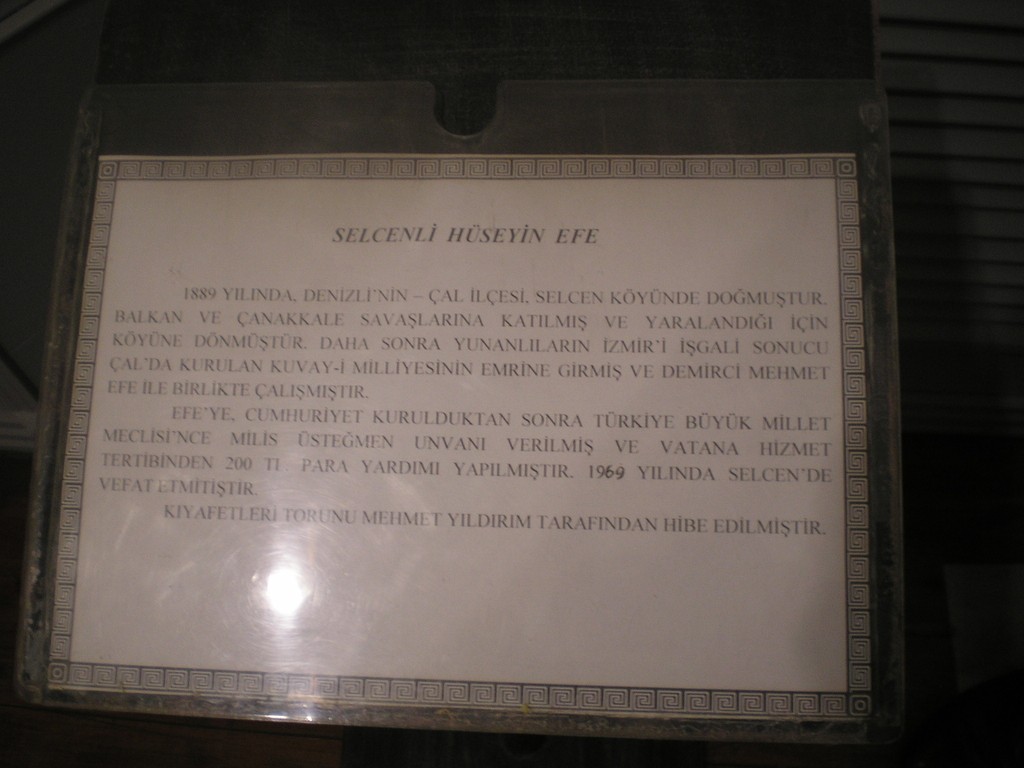 SELCENLİ HÜSEYİN EFE
1889 YILINDA, DENİZLİ'NİN – ÇAL İLÇESİ, SELCEN KÖYÜNDE DOĞMUŞTUR.
BALKAN VE ÇANAKKALE SAVAŞLARINA KATILMIŞ VE YARALANDIĞI İÇİN
KÖYÜNE DÖNMÜŞTÜR. DAHA SONRA YUNANLILARIN İZMİR'İ İŞGALİ SONUCU
ÇAL'DA KURULAN KUVAY-İ MİLLİYESİNİN EMRİNE GİRMİŞ VE DEMİRCİ MEHMET
EFE İLE BİRLİKTE ÇALIŞMIŞTIR.
EFE'YE, CUMHURİYET KURULDUKTAN SONRA TÜRKİYE BÜYÜK MİLLET
MECLİSİ'NCE MİLİS ÜSTEĞMEN UNVANI VERİLMİŞ VE VATANA HİZMET
TERTİBİNDEN 200 TL. PARA YARDIMI YAPILMIŞTIR. 1969 YILINDA SELCEN'DE
VEFAT ETMİTİŞTİR.
KIYAFETLERİ TORUNU MEHMET YILDIRIM TARAFINDAN HİBE EDİLMİŞTİR.